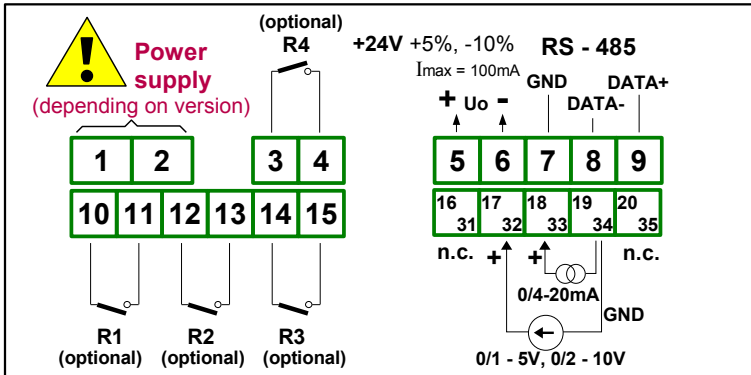 (optional)
R4
+24V +5%, -10%
RS - 485
Power
supply
(depending on version)
Imax = 100mA
GND
DATA+
+ Uo -
DATA-
1 2 3 4 5 6 7 8 9
10 11 12 13 14 15
16 17 18 19 20
31 32 33 34 35
n.c. + + n.c.
0/4-20mA
GND
R1 R2 R3
(optional) (optional) (optional)
0/1 - 5V, 0/2 - 10V